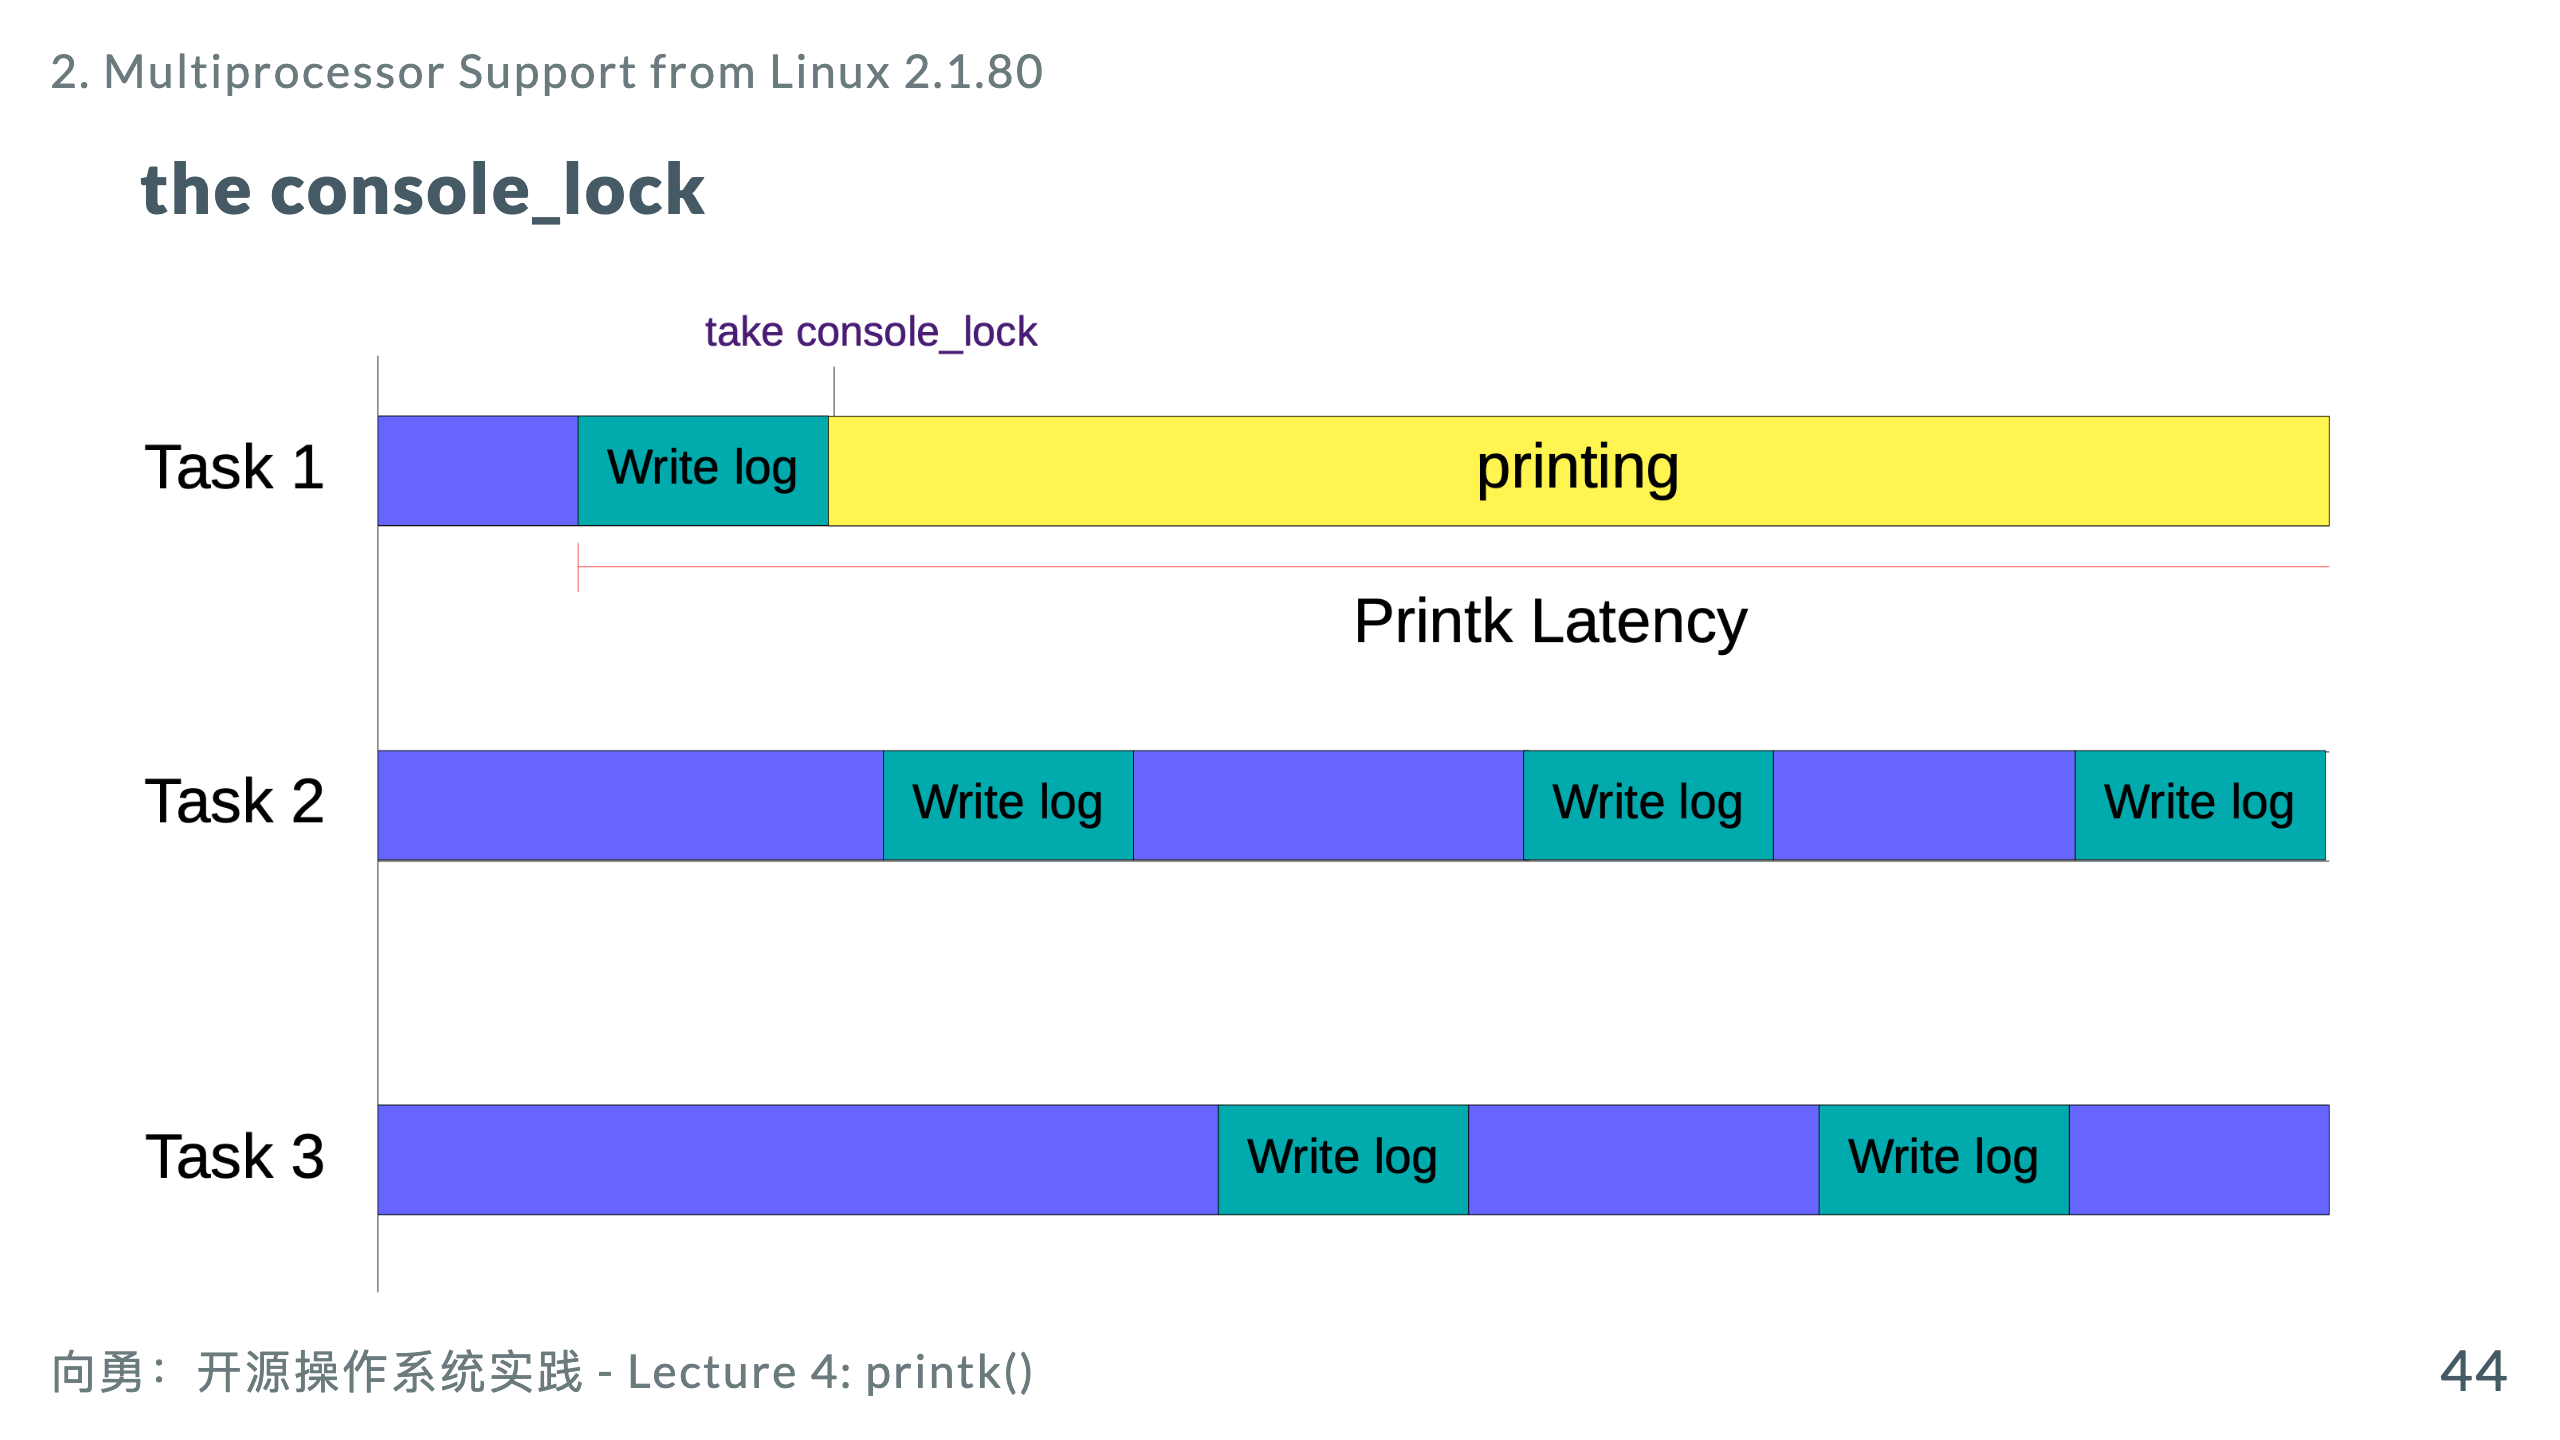 2. Multiprocessor Support from Linux 2.1.80
the console_lock
take console_lock
Task 1
Write log
printing
Printk Latency
Task 2
Write log
Write log
Write log
Task 3
Write log
Write log
向勇：开源操作系统实践 - Lecture 4: printk()
44